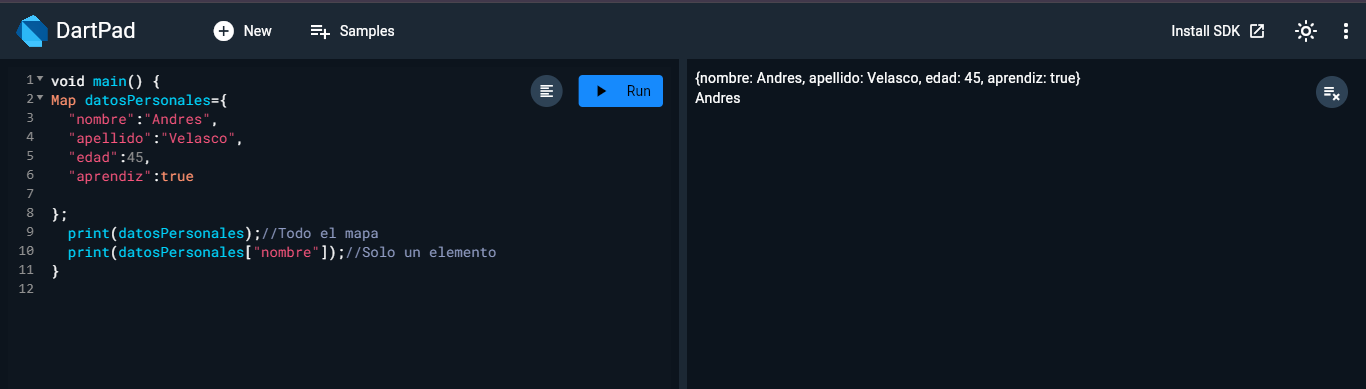 DartPad New Samples Install SDK
1 void main() {
2 Map datosPersonales={
3 "nombre":"Andres",
4 "apellido":"Velasco",
5 "edad":45,
6 "aprendiz":true
7
8 };
9 print(datosPersonales);//Todo el mapa
10 print(datosPersonales["nombre"]);//Solo un elemento
11 }
12
Run
{nombre: Andres, apellido: Velasco, edad: 45, aprendiz: true}
Andres